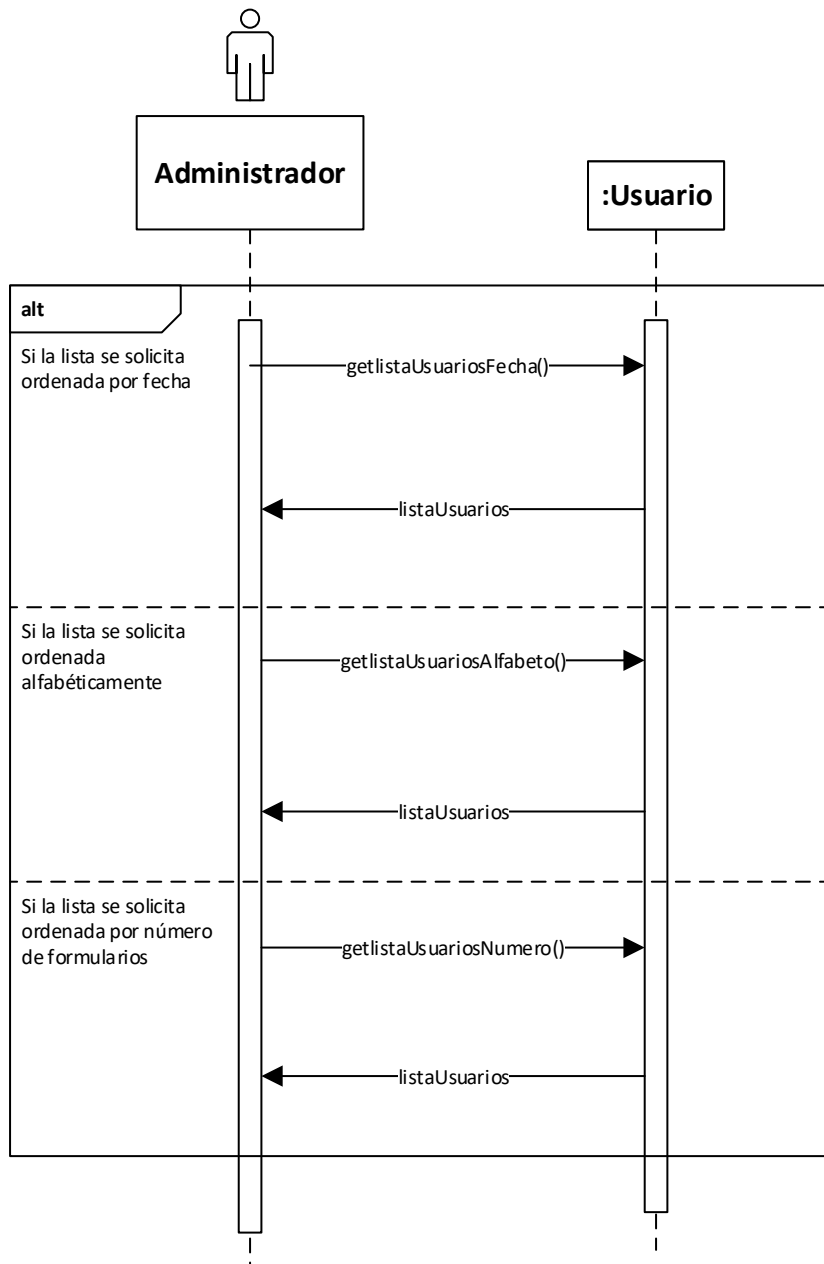 Administrador
:Usuario
alt
Si la lista se solicita
ordenada por fecha
getlistaUsuariosFecha()
listaUsuarios
Si la lista se solicita
ordenada
alfabéticamente
getlistaUsuariosAlfabeto()
listaUsuarios
Si la lista se solicita
ordenada por número
de formularios
getlistaUsuariosNumero()
listaUsuarios